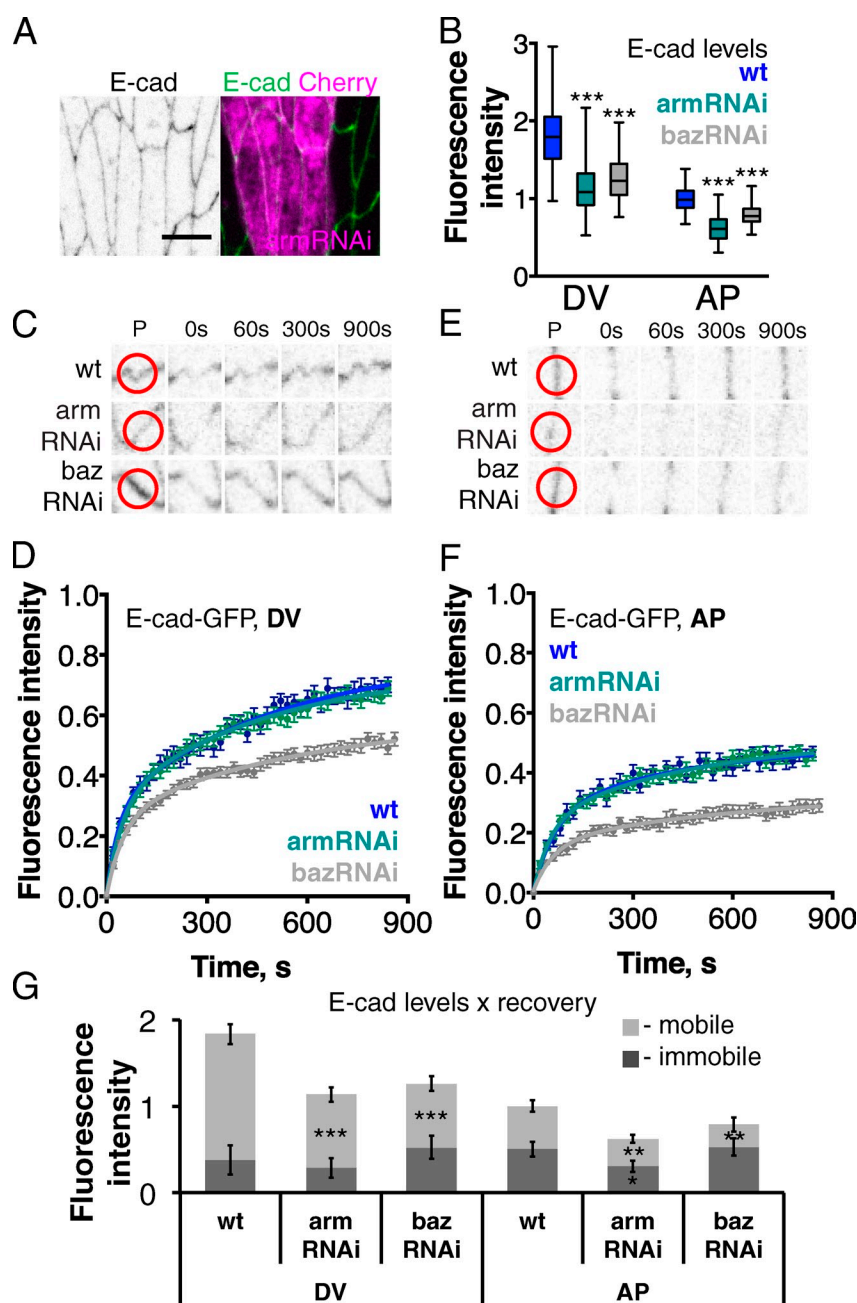 A
E-cad
E-cad Cherry
armRNAi
B
E-cad levels
wt
armRNAi
bazRNAi
Fluorescence
intensity
3
2
1
0
*** ***
*** ***
DV AP
C
P 0s 60s 300s 900s
wt
arm
RNAi
baz
RNAi
E
P 0s 60s 300s 900s
wt
arm
RNAi
baz
RNAi
D
Fluorescence intensity
1.0
0.8
0.6
0.4
0.2
0.0
E-cad-GFP, DV
wt
armRNAi
bazRNAi
0 300 600 900
Time, s
F
Fluorescence intensity
1.0
0.8
0.6
0.4
0.2
0.0
E-cad-GFP, AP
wt
armRNAi
bazRNAi
0 300 600 900
Time, s
G
E-cad levels x recovery
Fluorescence
intensity
2
1
0
- mobile
- immobile
*** *** ** **
*
wt arm baz wt arm baz
RNAi RNAi RNAi RNAi
DV AP